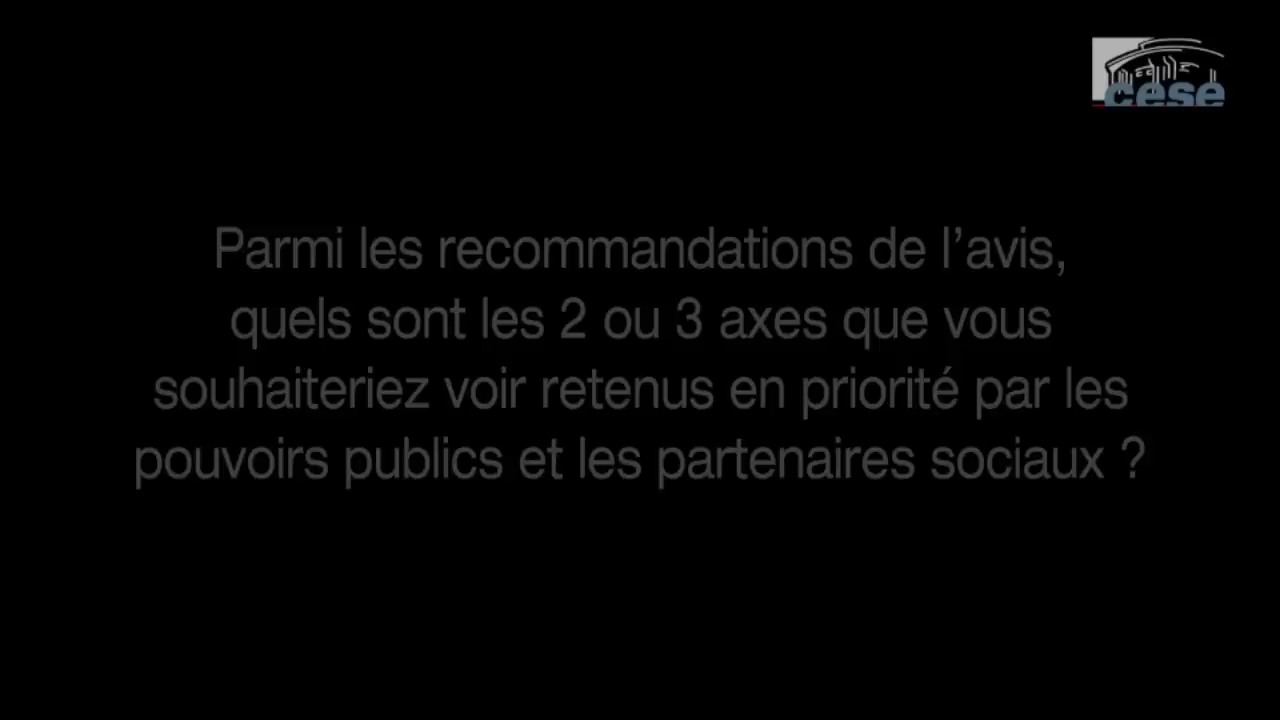 cese
Parmi les recommandations de l'avis,
quels sont les 2 ou 3 axes que vous
souhaiteriez voir retenus en priorité par les
pouvoirs publics et les partenaires sociaux ?